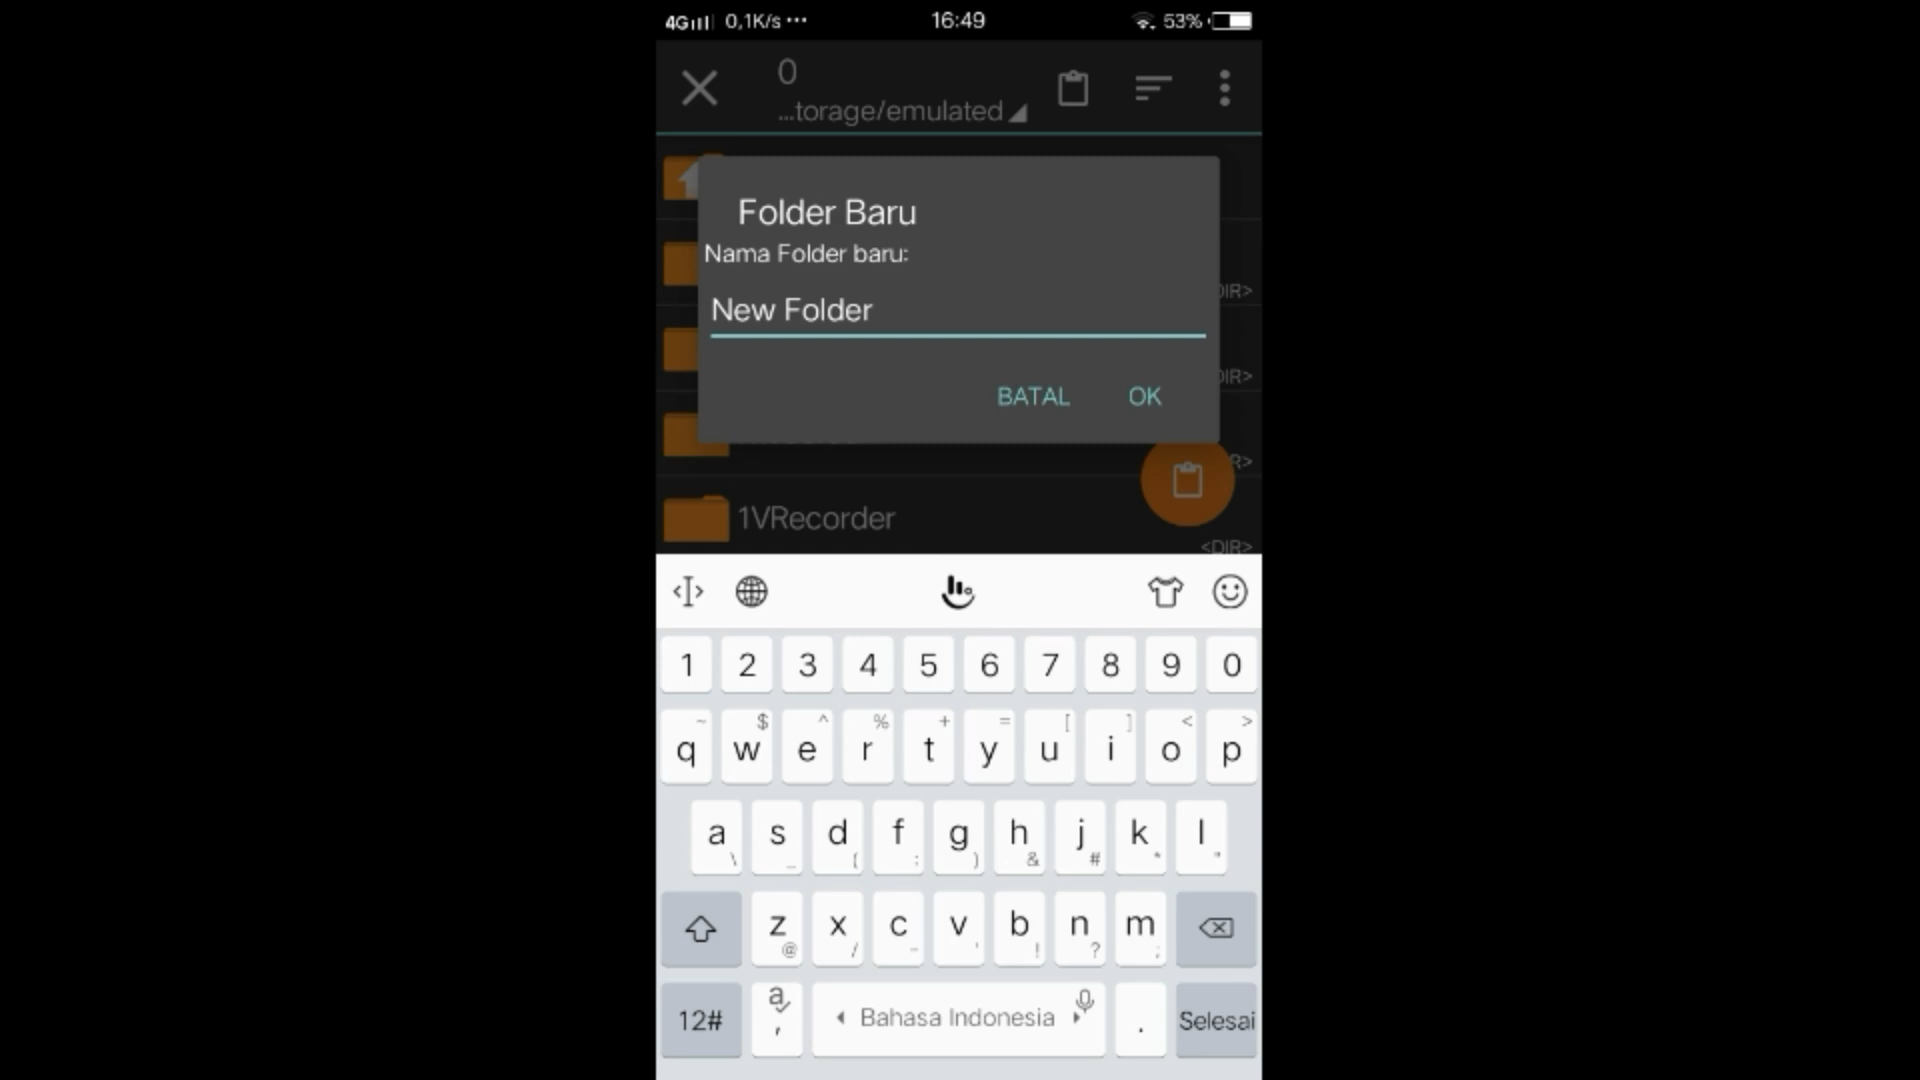 4G 0,1K/s ... 16:49 53%
0
...torage/emulated
Folder Baru
Nama Folder baru:
New Folder
DIR>
DIR>
BATAL OK
R>
1VRecorder
<DIR>
1 2 3 4 5 6 7 8 9 0
~ $ ^ % + = [ ] < >
q w e r t y u i o p
a s d f g h j k l
\ _ ( : ) & # * "
z x c v b n m
@ / - ' ! ? ;
12# a , Bahasa Indonesia . Selesai